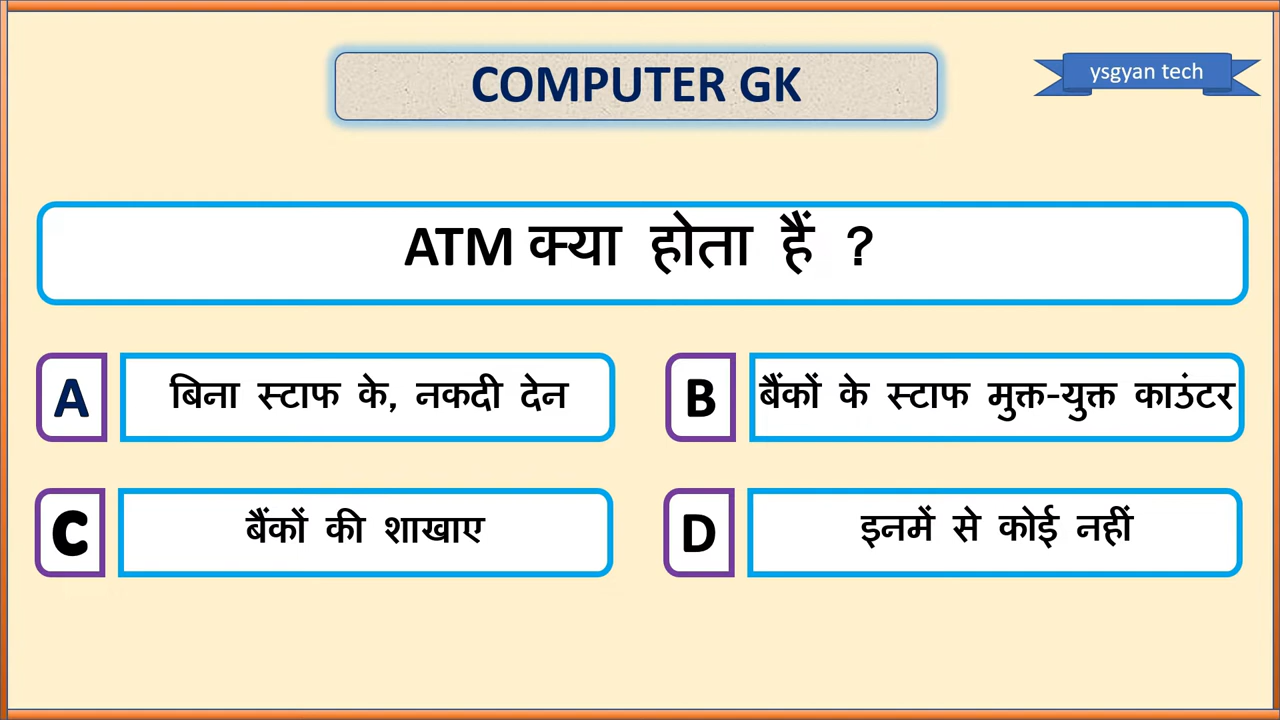 COMPUTER GK
ysgyan tech
ATM क्या होता हैं ?
A
बिना स्टाफ के, नकदी देन
B
बैंकों के स्टाफ मुक्त-युक्त काउंटर
C
बैंकों की शाखाए
D
इनमें से कोई नहीं